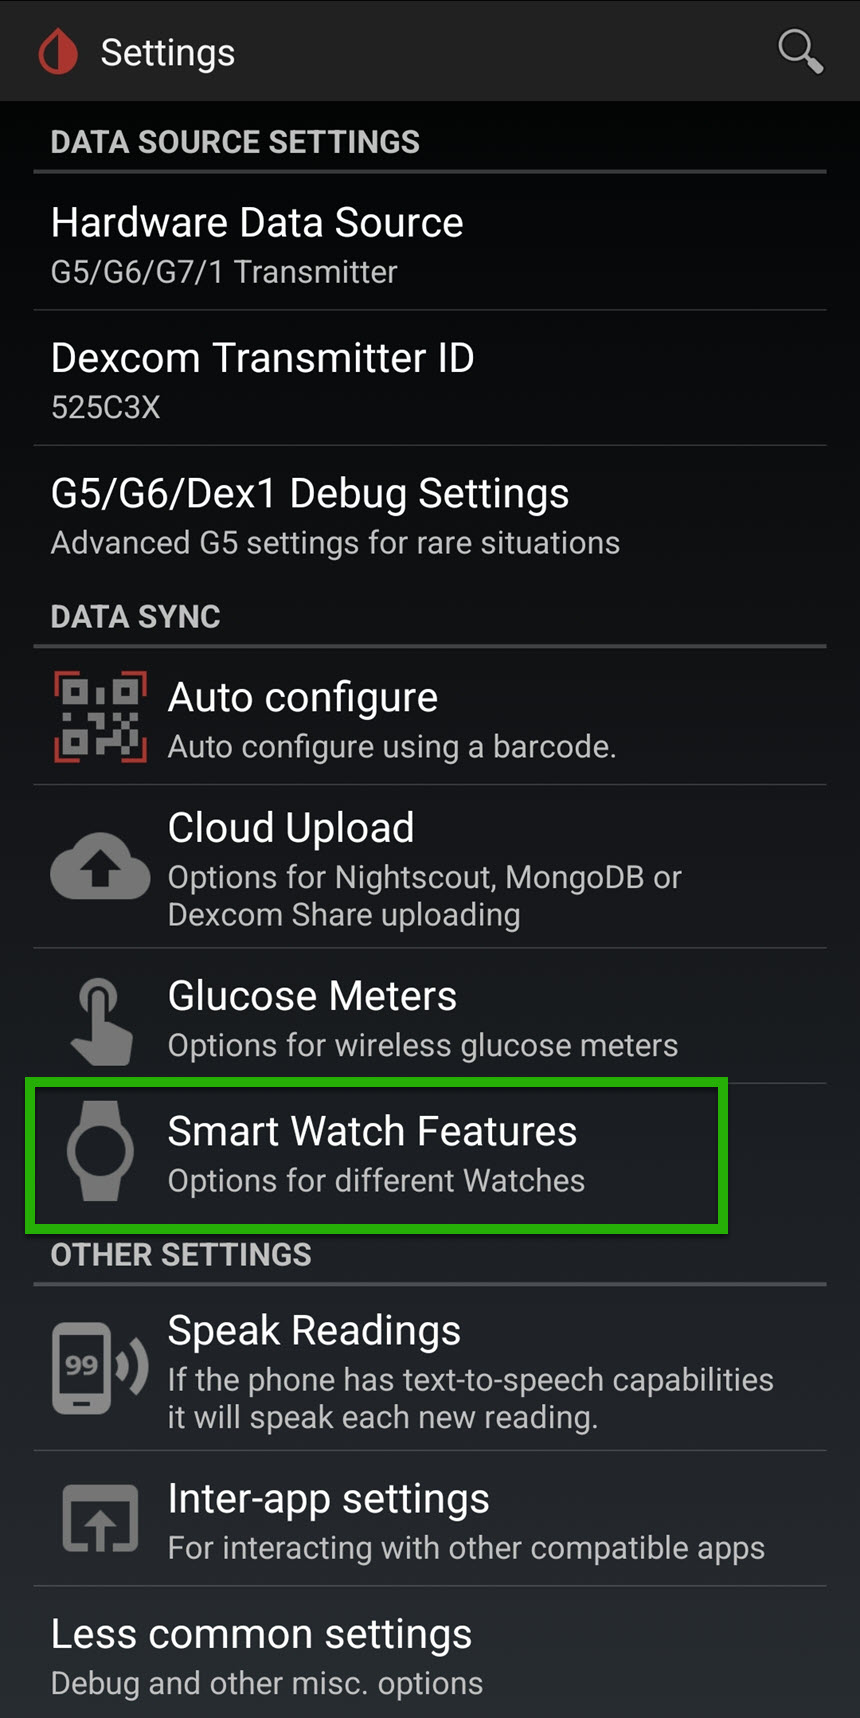 Settings
DATA SOURCE SETTINGS
Hardware Data Source
G5/G6/G7/1 Transmitter
Dexcom Transmitter ID
525C3X
G5/G6/Dex1 Debug Settings
Advanced G5 settings for rare situations
DATA SYNC
Auto configure
Auto configure using a barcode.
Cloud Upload
Options for Nightscout, MongoDB or
Dexcom Share uploading
Glucose Meters
Options for wireless glucose meters
Smart Watch Features
Options for different Watches
OTHER SETTINGS
Speak Readings
99
If the phone has text-to-speech capabilities
it will speak each new reading.
Inter-app settings
For interacting with other compatible apps
Less common settings
Debug and other misc. options